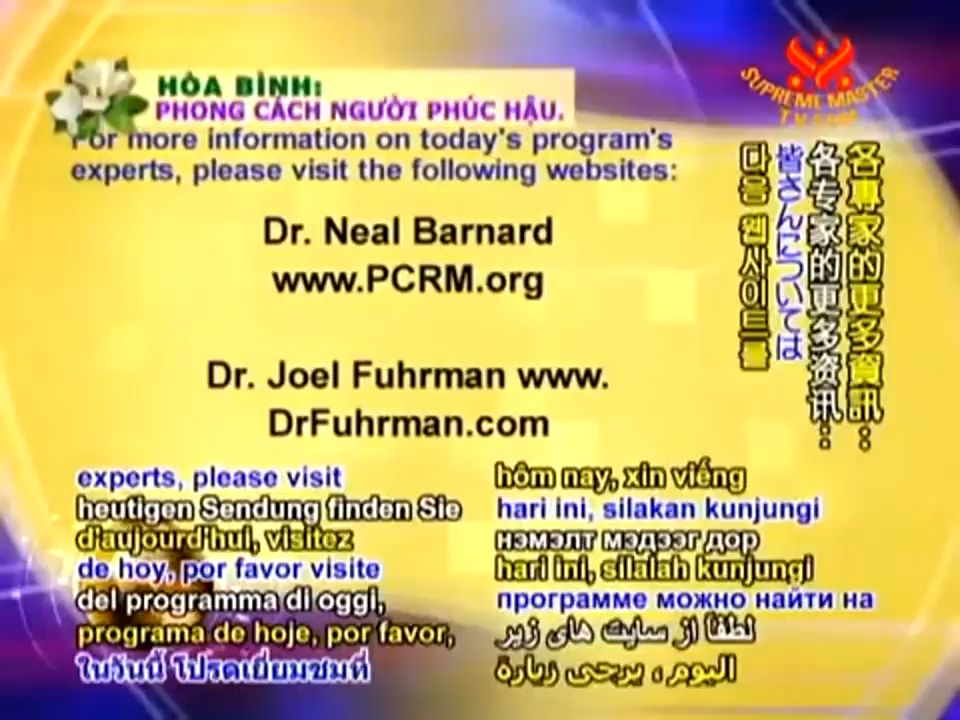 HÒA BÌNH:
PHONG CÁCH NGƯỜI PHÚC HẬU.
SUPREME MASTER
For more information on today's program's
experts, please visit the following websites:
Dr. Neal Barnard
www.PCRM.org
Dr. Joel Fuhrman www.
DrFuhrman.com
各專家的更多資訊…
各专家的更多资讯…
皆さんについては
다음 웹사이트를
experts, please visit
heutigen Sendung finden Sie
d'aujourd'hui, visitez
de hoy, por favor visite
del programma di oggi,
programa de hoje, por favor,
ในวันนี้ โปรดเยี่ยมชมที่
hôm nay, xin viếng
hari ini, silakan kunjungi
нэмэлт мэдээг дор
hari ini, silalah kunjungi
программе можно найти на
لطفا از سایت های زیر
اليوم، يرجى زيارة